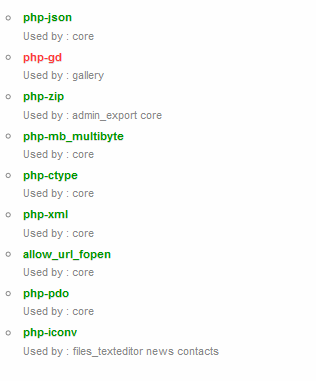 php-json
Used by : core
php-gd
Used by : gallery
php-zip
Used by : admin_export core
php-mb_multibyte
Used by : core
php-ctype
Used by : core
php-xml
Used by : core
allow_url_fopen
Used by : core
php-pdo
Used by : core
php-iconv
Used by : files_texteditor news contacts